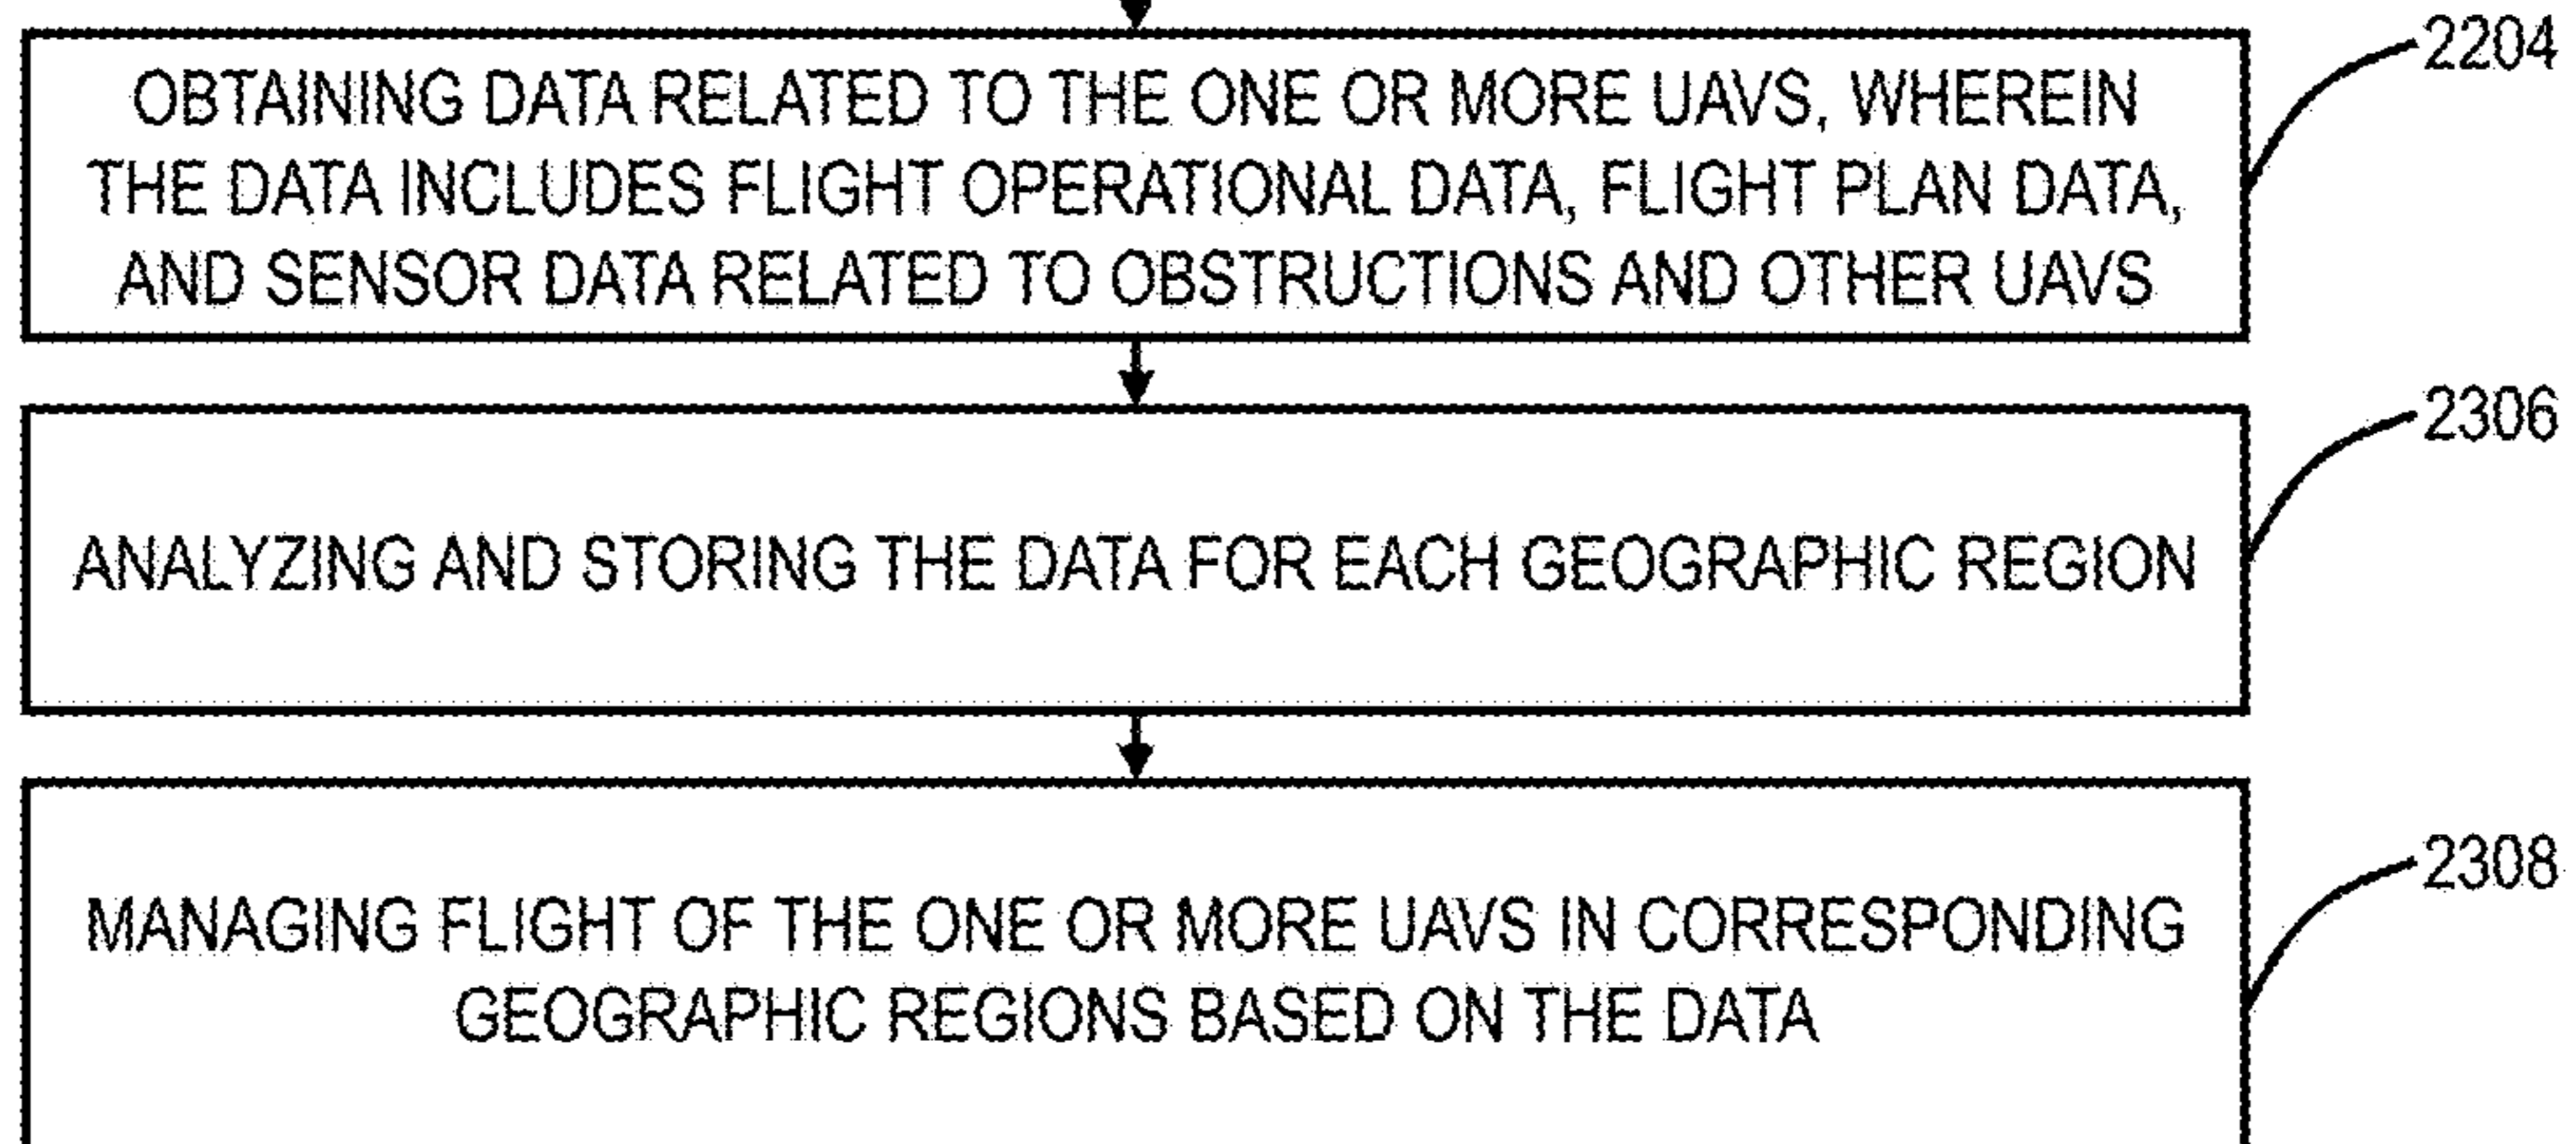 OBTAINING DATA RELATED TO THE ONE OR MORE UAVS, WHEREIN
THE DATA INCLUDES FLIGHT OPERATIONAL DATA, FLIGHT PLAN DATA,
AND SENSOR DATA RELATED TO OBSTRUCTIONS AND OTHER UAVS
2204
ANALYZING AND STORING THE DATA FOR EACH GEOGRAPHIC REGION
2306
MANAGING FLIGHT OF THE ONE OR MORE UAVS IN CORRESPONDING
GEOGRAPHIC REGIONS BASED ON THE DATA
2308